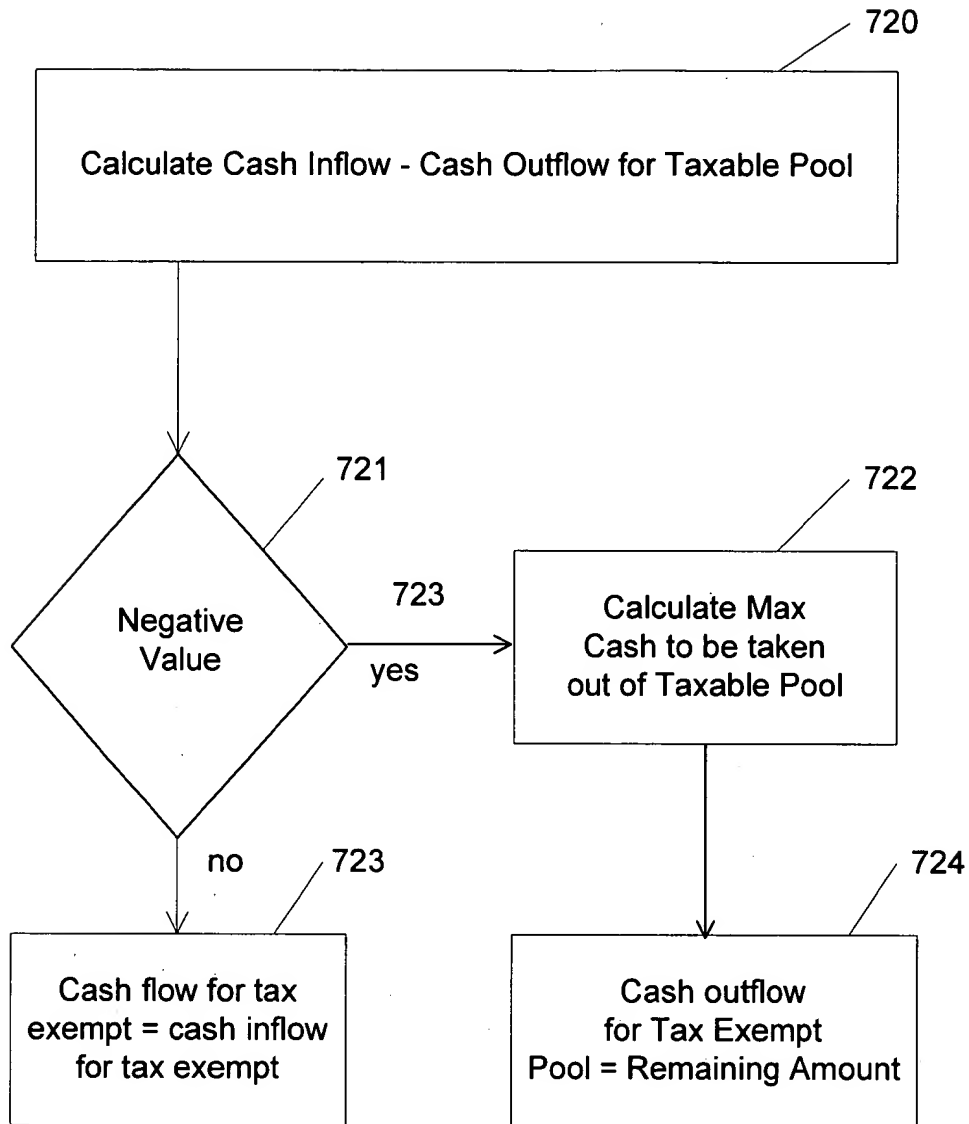 720
Calculate Cash Inflow - Cash Outflow for Taxable Pool
721
722
Negative
Value
723
yes
Calculate Max
Cash to be taken
out of Taxable Pool
no
723
724
Cash flow for tax
exempt = cash inflow
for tax exempt
Cash outflow
for Tax Exempt
Pool = Remaining Amount